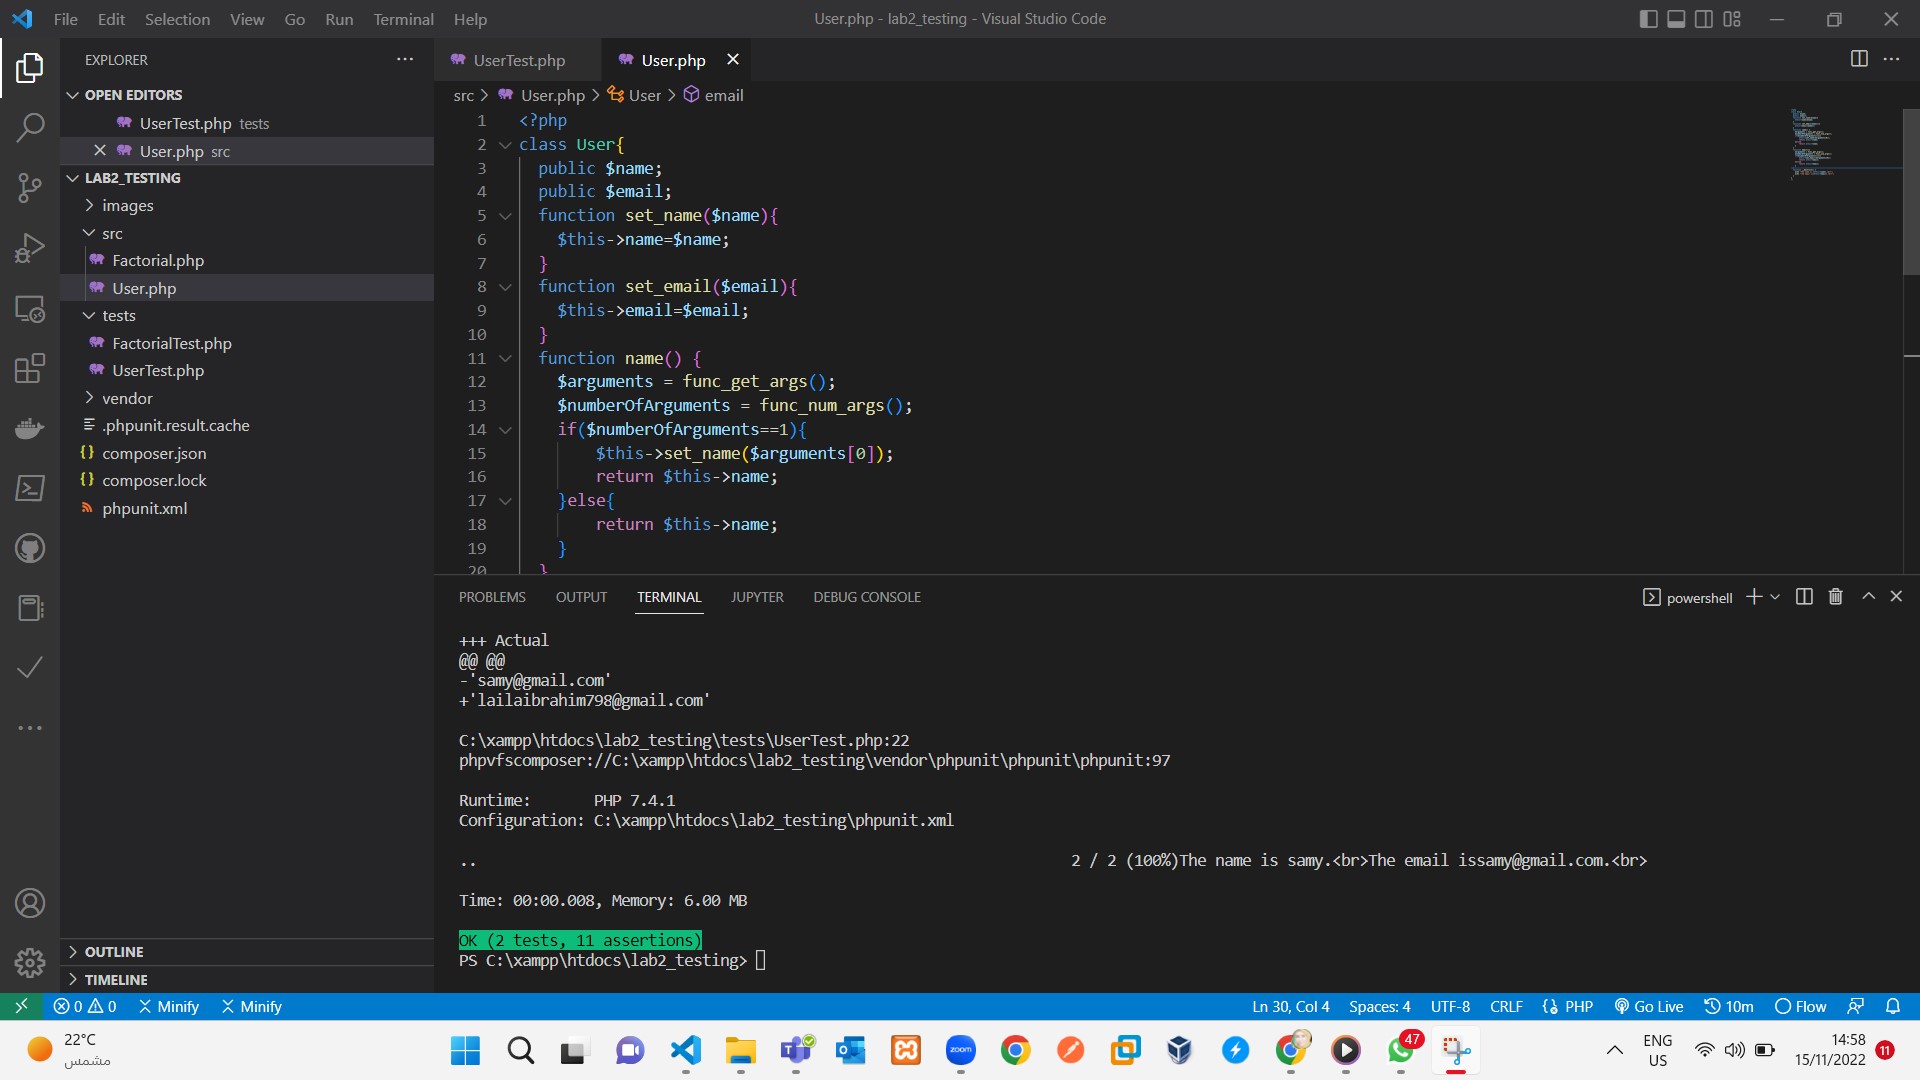 File Edit Selection View Go Run Terminal Help
User.php - lab2_testing - Visual Studio Code
EXPLORER
OPEN EDITORS
UserTest.php tests
User.php src
LAB2_TESTING
images
src
Factorial.php
User.php
tests
FactorialTest.php
UserTest.php
vendor
.phpunit.result.cache
composer.json
composer.lock
phpunit.xml
OUTLINE
TIMELINE
UserTest.php
User.php
src > User.php > User > email
1 <?php
2 class User{
3 public $name;
4 public $email;
5 function set_name($name){
6 $this->name=$name;
7 }
8 function set_email($email){
9 $this->email=$email;
10 }
11 function name() {
12 $arguments = func_get_args();
13 $numberOfArguments = func_num_args();
14 if($numberOfArguments==1){
15 $this->set_name($arguments[0]);
16 return $this->name;
17 }else{
18 return $this->name;
19 }
20 }
PROBLEMS OUTPUT TERMINAL JUPYTER DEBUG CONSOLE
powershell
+++ Actual
@@ @@
-'samy@gmail.com'
+'lailaibrahim798@gmail.com'
C:\xampp\htdocs\lab2_testing\tests\UserTest.php:22
phpvfscomposer://C:\xampp\htdocs\lab2_testing\vendor\phpunit\phpunit\phpunit:97
Runtime: PHP 7.4.1
Configuration: C:\xampp\htdocs\lab2_testing\phpunit.xml
.. 2 / 2 (100%)The name is samy.<br>The email issamy@gmail.com.<br>
Time: 00:00.008, Memory: 6.00 MB
OK (2 tests, 11 assertions)
PS C:\xampp\htdocs\lab2_testing>
0 0 Minify Minify
Ln 30, Col 4 Spaces: 4 UTF-8 CRLF PHP Go Live 10m Flow
22°C
مشمس
zoom
47
ENG
US
14:58
15/11/2022
11